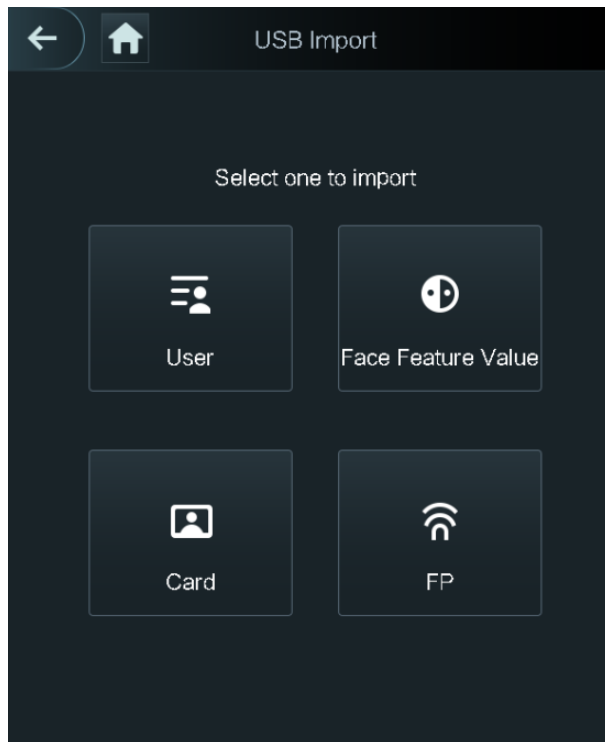 USB Import
Select one to import
User
Face Feature Value
Card
FP